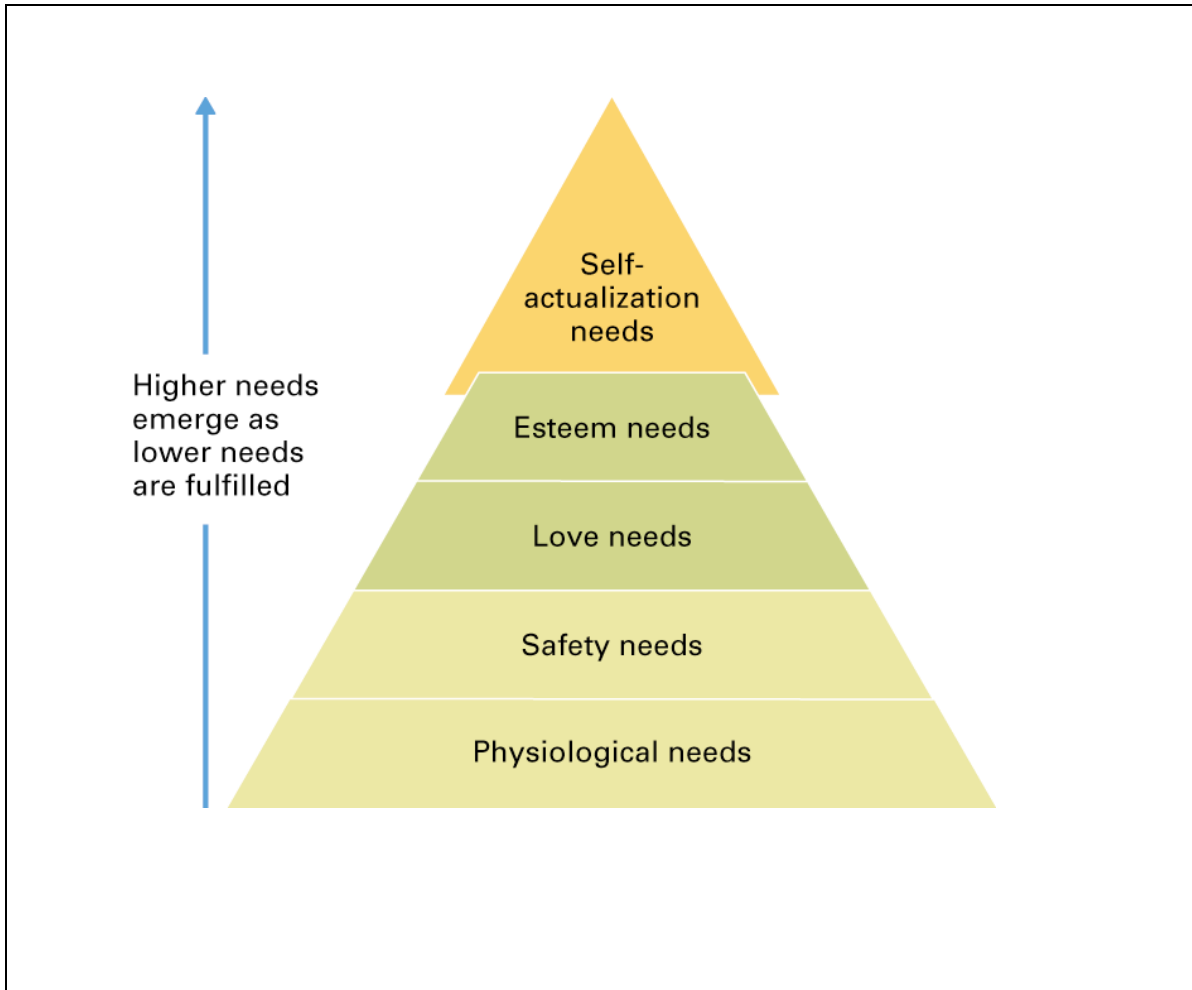 Self-
actualization
needs
Higher needs
emerge as
lower needs
are fulfilled
Esteem needs
Love needs
Safety needs
Physiological needs